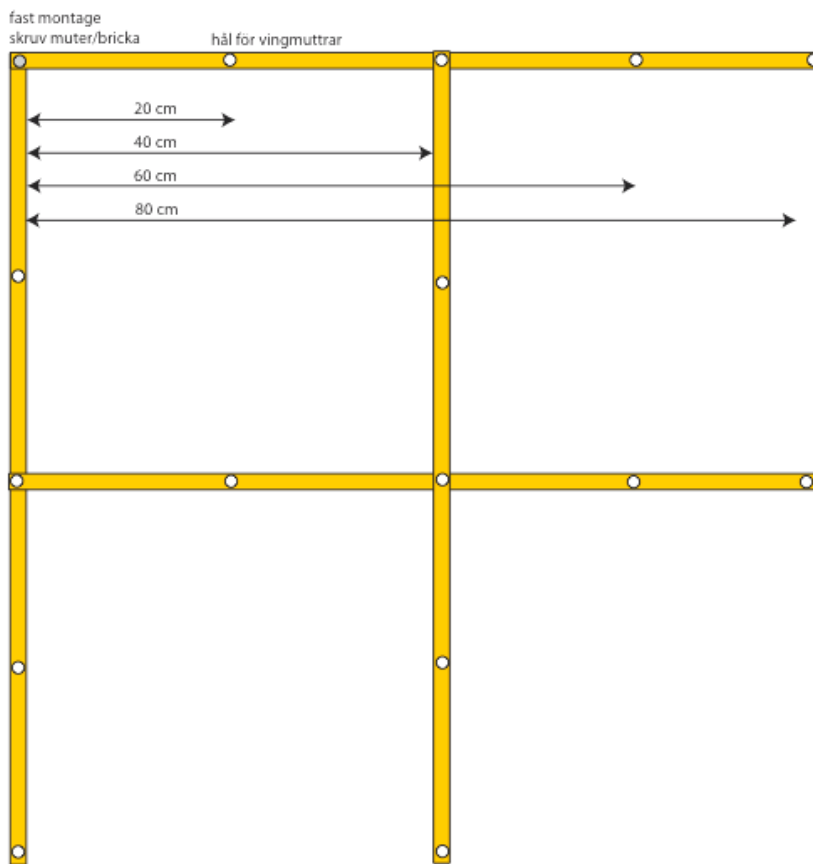 fast montage
skruv muter/bricka
hål för vingmuttrar
20 cm
40 cm
60 cm
80 cm